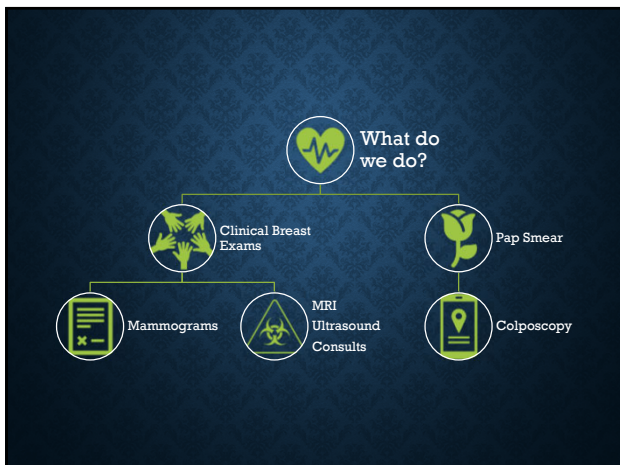 What do
we do?
Clinical Breast
Exams
Pap Smear
Mammograms
MRI
Ultrasound
Consults
Colposcopy